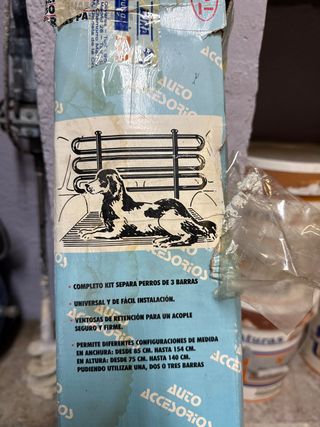 AUTO
ACCESORIOS
AUTO
ACCESORIOS
· COMPLETO KIT SEPARA PERROS DE 3 BARRAS
· UNIVERSAL Y DE FÁCIL INSTALACIÓN.
· VENTOSAS DE RETENCIÓN PARA UN ACOPLE
SEGURO Y FIRME.
· PERMITE DIFERENTES CONFIGURACIONES DE MEDIDA
EN ANCHURA: DESDE 85 CM. HASTA 154 CM.
EN ALTURA: DESDE 75 CM. HASTA 140 CM.
PUDIENDO UTILIZAR UNA, DOS O TRES BARRAS
AUTO
ACCESORIOS